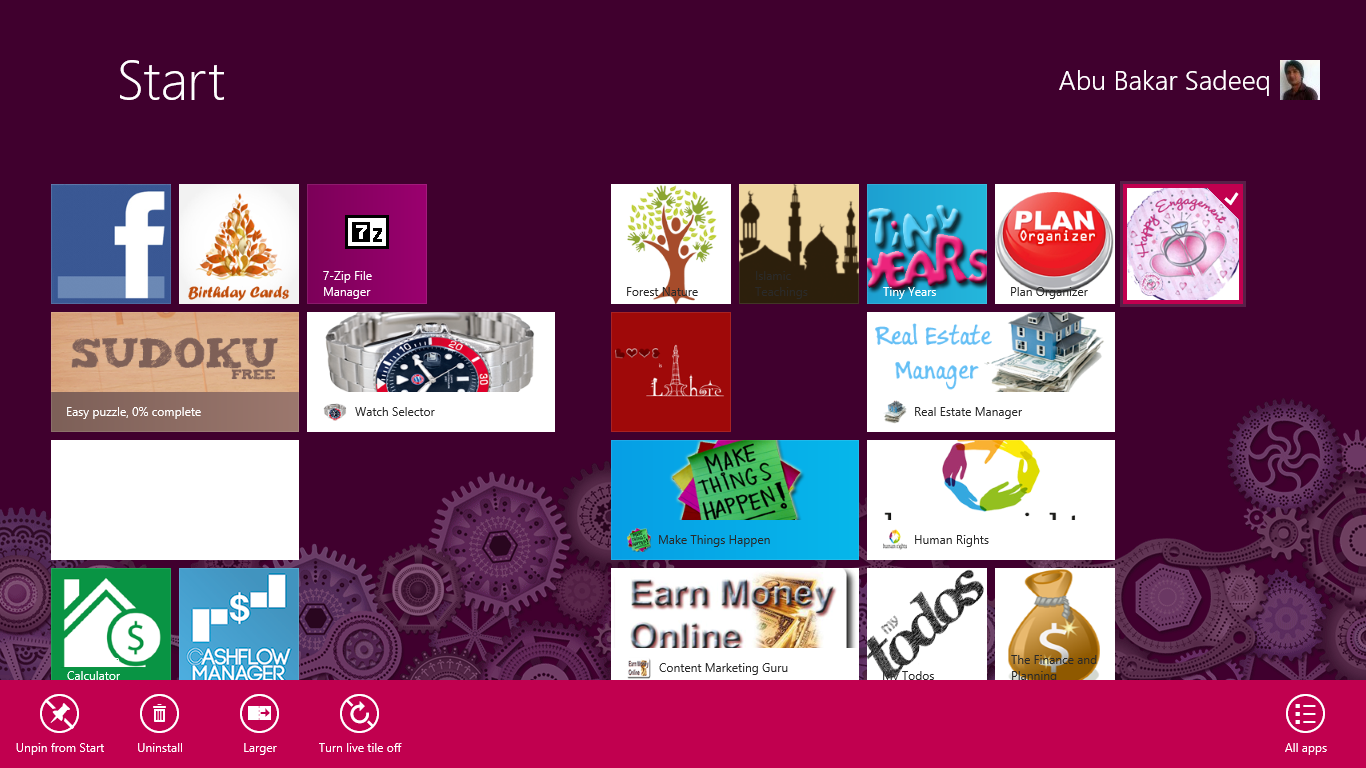 Start
Abu Bakar Sadeeq
f
Birthday Cards
7z
7-Zip File
Manager
Forest Nature
Islamic
Teachings
TiNy
YEARS
Tiny Years
PLAN
Organizer
Plan Organizer
Happy Engagement
SUDOKU
FREE
Easy puzzle, 0% complete
Watch Selector
LOVE
is
Lahore
Real Estate
Manager
Real Estate Manager
MAKE
THINGS
HAPPEN!
Make Things Happen
human rights
Human Rights
$
Calculator
$
CASHFLOW
MANAGER
Earn Money
Online
Content Marketing Guru
my
todos
My Todos
$
The Finance and
Planning
Unpin from Start
Uninstall
Larger
Turn live tile off
All apps